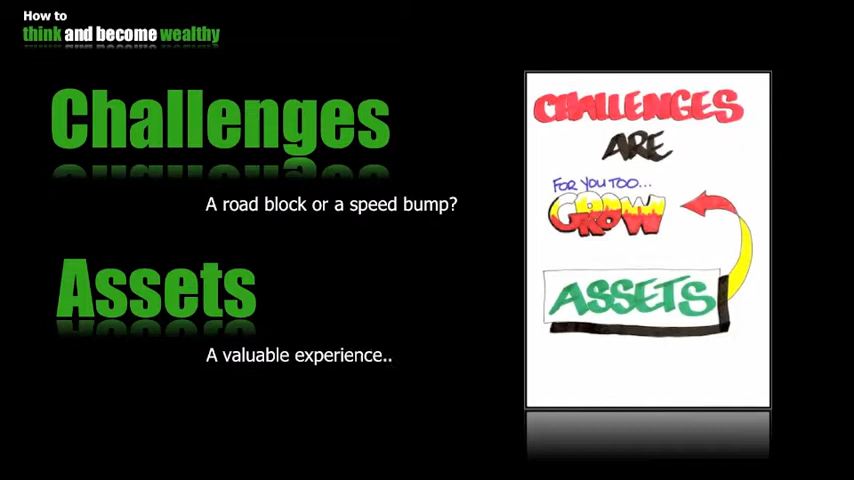 How to
think and become wealthy
Challenges
A road block or a speed bump?
Assets
A valuable experience..
CHALLENGES
ARE
FOR YOU TOO...
GROW
ASSETS